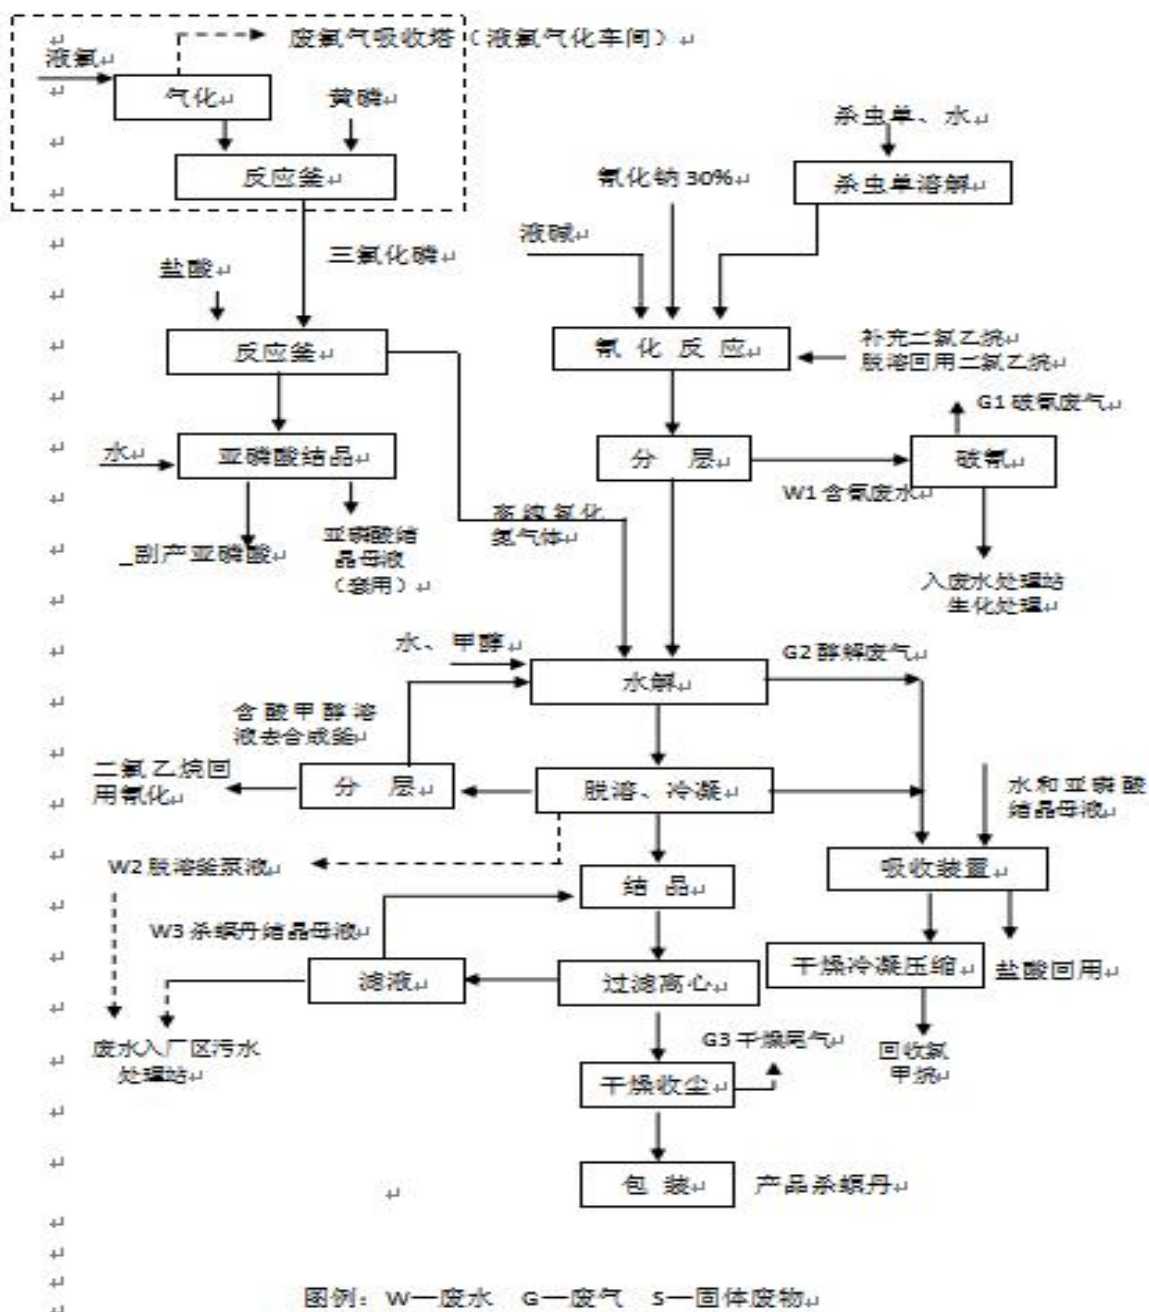 废氯气吸收塔（液氯气化车间）
液氯
气化
黄磷
杀虫单、水
反应釜
氰化钠 30%
杀虫单溶解
液碱
三氯化磷
盐酸
反应釜
氰 化 反 应
补充二氯乙烷
脱溶回用二氯乙烷
G1 破氰废气
水
亚磷酸结晶
分 层
破氰
W1 含氰废水
高纯氯化
氢气体
副产亚磷酸
亚磷酸结
晶母液
（套用）
入废水处理站
生化处理
水、甲醇
G2 醇解废气
水解
含酸甲醇溶
液去合成釜
二氯乙烷回
用氰化
分 层
脱溶、冷凝
水和亚磷酸
结晶母液
W2 脱溶釜泵液
结 晶
吸收装置
W3 杀螟丹结晶母液
滤液
过滤离心
干燥冷凝压缩
盐酸回用
废水入厂区污水
处理站
G3 干燥尾气
回收氯
甲烷
干燥收尘
包 装
产品杀螟丹
图例：W—废水 G—废气 S—固体废物